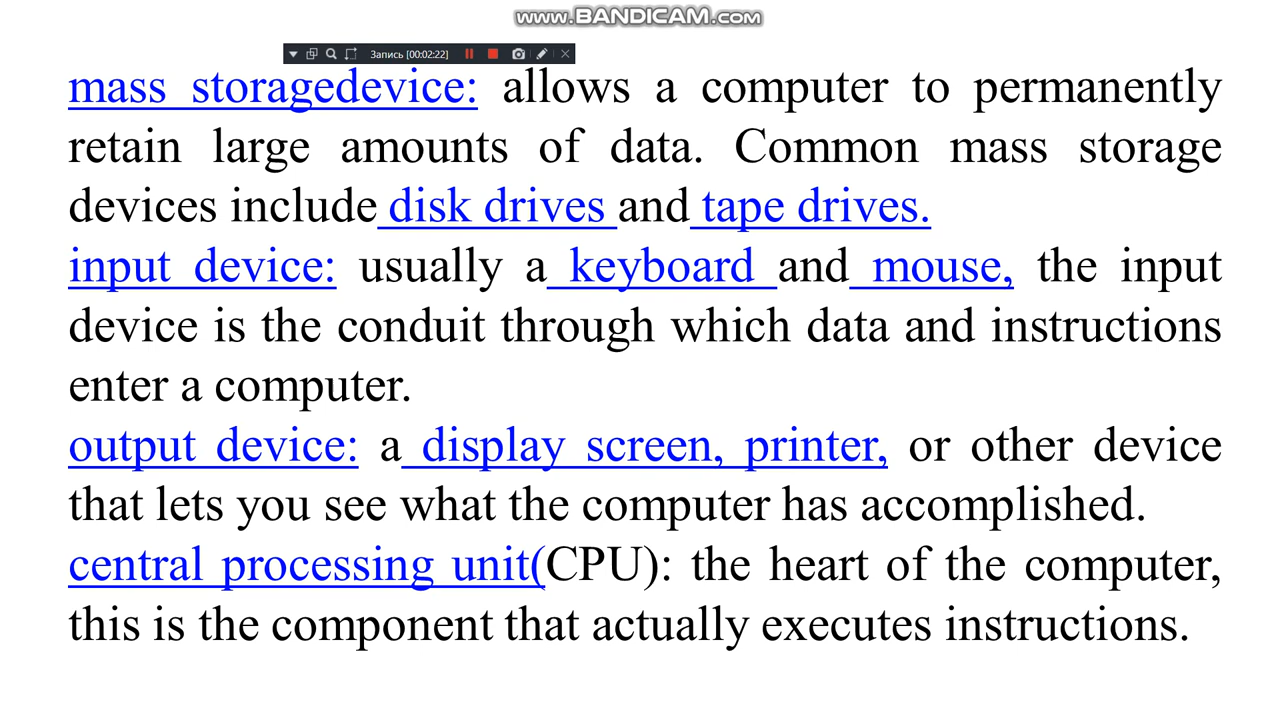 www.BANDICAM.com
Запись [00:02:22]
mass storagedevice: allows a computer to permanently
retain large amounts of data. Common mass storage
devices include disk drives and tape drives.
input device: usually a keyboard and mouse, the input
device is the conduit through which data and instructions
enter a computer.
output device: a display screen, printer, or other device
that lets you see what the computer has accomplished.
central processing unit(CPU): the heart of the computer,
this is the component that actually executes instructions.